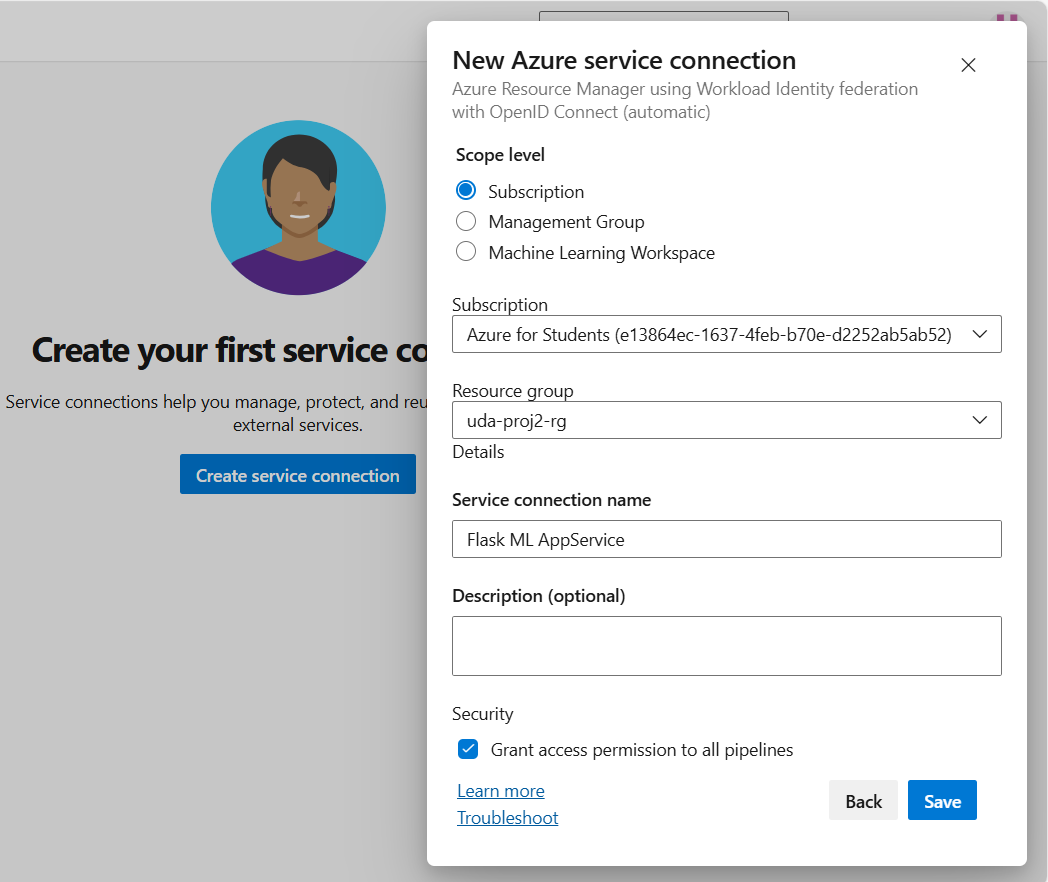 Create your first service co
Service connections help you manage, protect, and reu
external services.
Create service connection
New Azure service connection
Azure Resource Manager using Workload Identity federation
with OpenID Connect (automatic)
Scope level
Subscription
Management Group
Machine Learning Workspace
Subscription
Azure for Students (e13864ec-1637-4feb-b70e-d2252ab5ab52)
Resource group
uda-proj2-rg
Details
Service connection name
Flask ML AppService
Description (optional)
Security
Grant access permission to all pipelines
Learn more
Troubleshoot
Back
Save